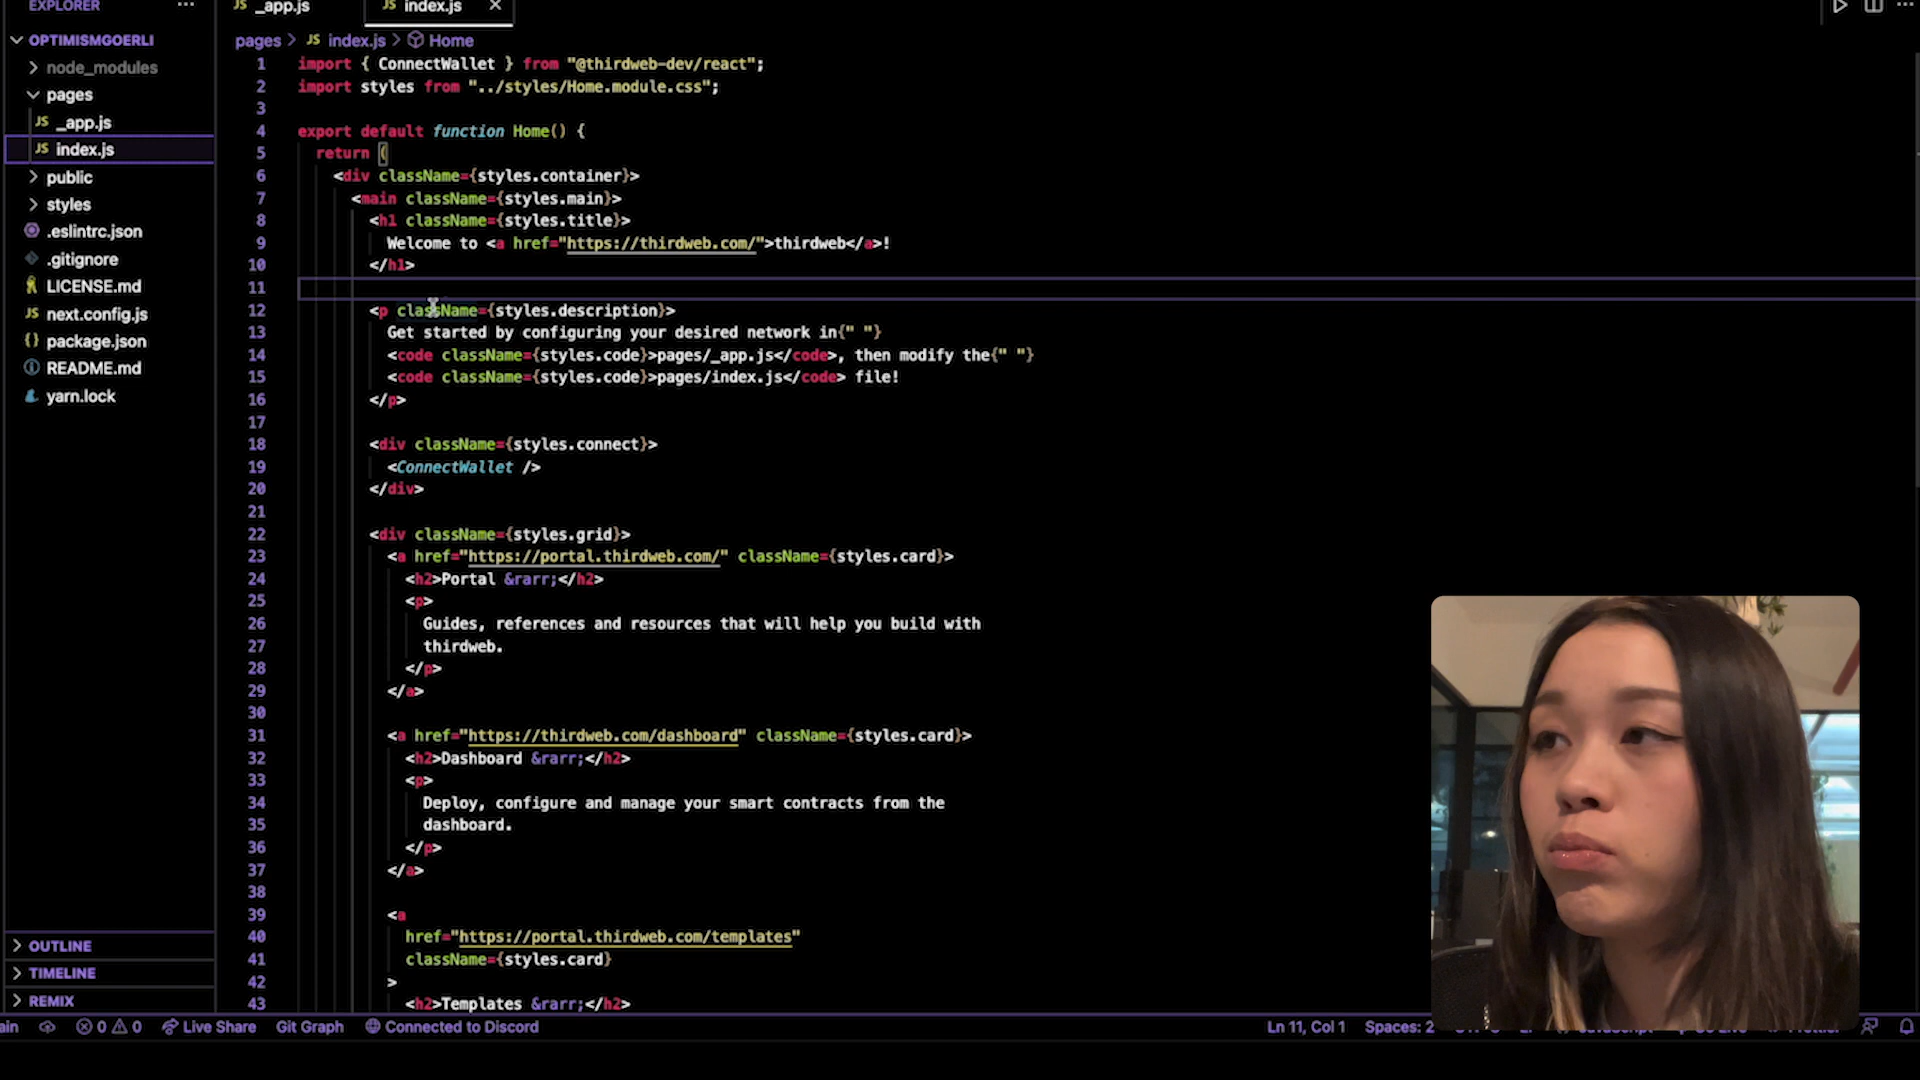 EXPLORER
_app.js
index.js
OPTIMISMGOERLI
node_modules
pages
_app.js
index.js
public
styles
.eslintrc.json
.gitignore
LICENSE.md
next.config.js
package.json
README.md
yarn.lock
OUTLINE
TIMELINE
REMIX
pages > JS index.js > Home
1 import { ConnectWallet } from "@thirdweb-dev/react";
2 import styles from "../styles/Home.module.css";
3
4 export default function Home() {
5 return (
6 <div className={styles.container}>
7 <main className={styles.main}>
8 <h1 className={styles.title}>
9 Welcome to <a href="https://thirdweb.com/">thirdweb</a>!
10 </h1>
11
12 <p className={styles.description}>
13 Get started by configuring your desired network in{" "}
14 <code className={styles.code}>pages/_app.js</code>, then modify the{" "}
15 <code className={styles.code}>pages/index.js</code> file!
16 </p>
17
18 <div className={styles.connect}>
19 <ConnectWallet />
20 </div>
21
22 <div className={styles.grid}>
23 <a href="https://portal.thirdweb.com/" className={styles.card}>
24 <h2>Portal &rarr;</h2>
25 <p>
26 Guides, references and resources that will help you build with
27 thirdweb.
28 </p>
29 </a>
30
31 <a href="https://thirdweb.com/dashboard" className={styles.card}>
32 <h2>Dashboard &rarr;</h2>
33 <p>
34 Deploy, configure and manage your smart contracts from the
35 dashboard.
36 </p>
37 </a>
38
39 <a
40 href="https://portal.thirdweb.com/templates"
41 className={styles.card}
42 >
43 <h2>Templates &rarr;</h2>
0 0 Live Share Git Graph Connected to Discord Ln 11, Col 1 Spaces: 2